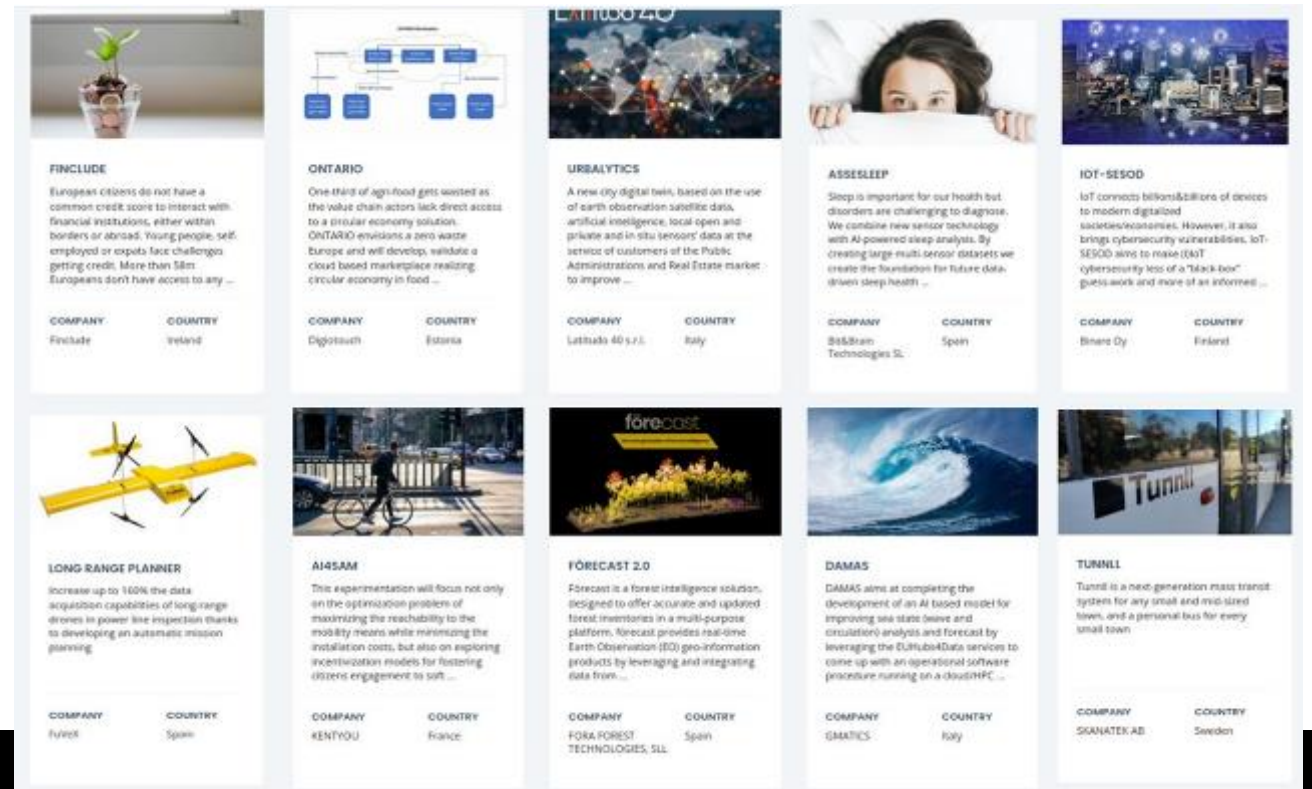 FINCLUDE
European citizens do not have a
common credit score to interact with
financial institutions, either within
borders or abroad. Young people, self-
employed or expats face challenges
getting credit. More than 58m
Europeans don't have access to any ...
COMPANY COUNTRY
Finclude Ireland
ONTARIO
One-third of agri-food gets wasted as
the value chain actors lack direct access
to a circular economy solution.
ONTARIO envisions a zero waste
Europe and will develop, validate a
cloud based marketplace realizing
circular economy in food ...
COMPANY COUNTRY
Digiotouch Estonia
URBALYTICS
A new city digital twin, based on the use
of earth observation satellite data,
artificial intelligence, local open and
private and in situ sensors' data at the
service of customers of the Public
Administrations and Real Estate market
to improve ...
COMPANY COUNTRY
Latitudo 40 s.r.l. Italy
ASSESLEEP
Sleep is important for our health but
disorders are challenging to diagnose.
We combine new sensor technology
with AI-powered sleep analysis. By
creating large multi-sensor datasets we
create the foundation for future data-
driven sleep health ...
COMPANY COUNTRY
Bit&Brain Spain
Technologies SL
IOT-SESOD
IoT connects billions&billions of devices
to modern digitalized
societies/economies. However, it also
brings cybersecurity vulnerabilities. IoT-
SESOD aims to make (I)IoT
cybersecurity less of a "black-box"
guess-work and more of an informed ...
COMPANY COUNTRY
Binare Oy Finland
LONG RANGE PLANNER
Increase up to 160% the data
acquisition capabilities of long-range
drones in power line inspection thanks
to developing an automatic mission
planning
COMPANY COUNTRY
FuVeX Spain
AI4SAM
This experimentation will focus not only
on the optimization problem of
maximizing the reachability to the
mobility means while minimizing the
installation costs, but also on exploring
incentivization models for fostering
citizens engagement to soft ...
COMPANY COUNTRY
KENTYOU France
förecast
FÖRECAST 2.0
Förecast is a forest intelligence solution,
designed to offer accurate and updated
forest inventories in a multi-purpose
platform. förecast provides real-time
Earth Observation (EO) geo-information
products by leveraging and integrating
data from ...
COMPANY COUNTRY
FORA FOREST Spain
TECHNOLOGIES, SLL
DAMAS
DAMAS aims at completing the
development of an AI based model for
improving sea state (wave and
circulation) analysis and forecast by
leveraging the EUHubs4Data services to
come up with an operational software
procedure running on a cloud/HPC ...
COMPANY COUNTRY
GMATICS Italy
Tunnll
TUNNLL
Tunnll is a next-generation mass transit
system for any small and mid-sized
town, and a personal bus for every
small town
COMPANY COUNTRY
SKANATEK AB Sweden